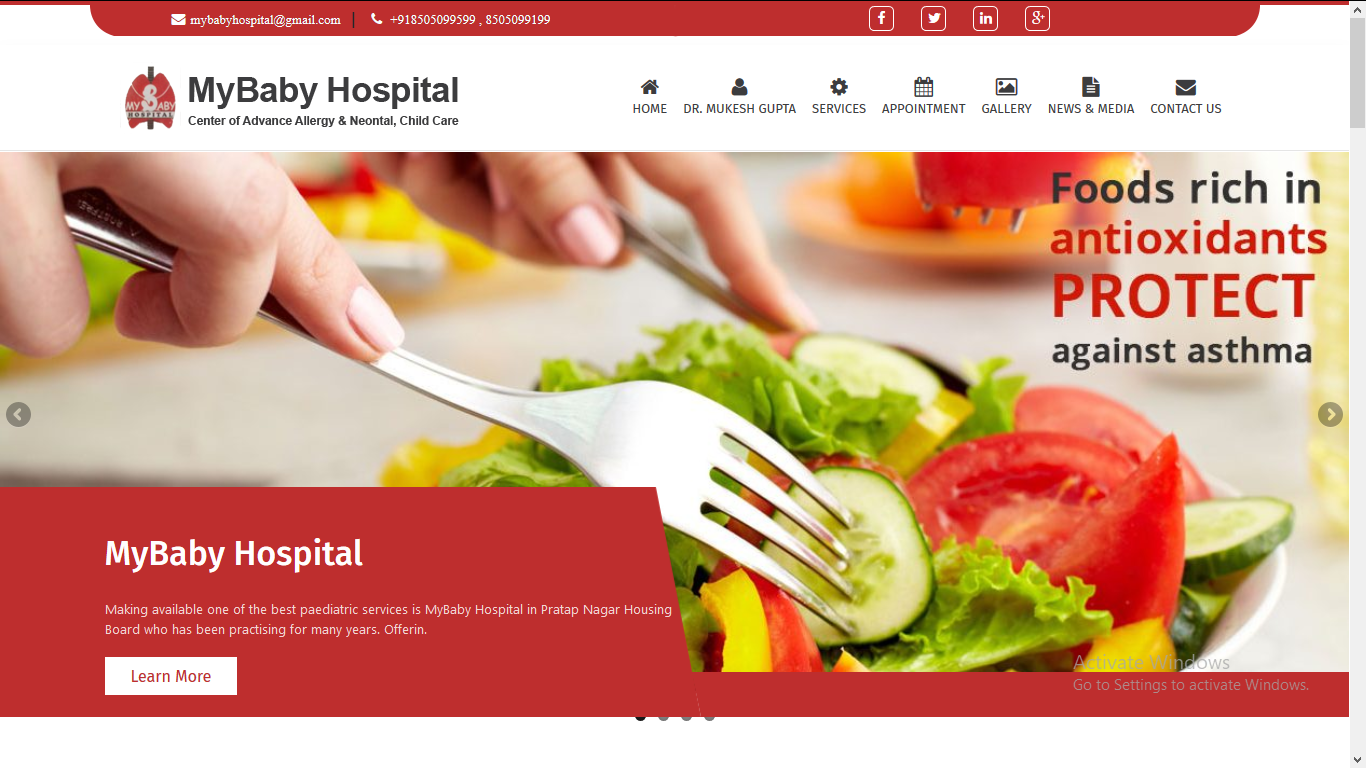 mybabyhospital@gmail.com | +918505099599 , 8505099199
MY BABY
HOSPITAL
MyBaby Hospital
Center of Advance Allergy & Neontal, Child Care
HOME DR. MUKESH GUPTA SERVICES APPOINTMENT GALLERY NEWS & MEDIA CONTACT US
Foods rich in
antioxidants
PROTECT
against asthma
MyBaby Hospital
Making available one of the best paediatric services is MyBaby Hospital in Pratap Nagar Housing
Board who has been practising for many years. Offerin.
Learn More
Activate Windows
Go to Settings to activate Windows.